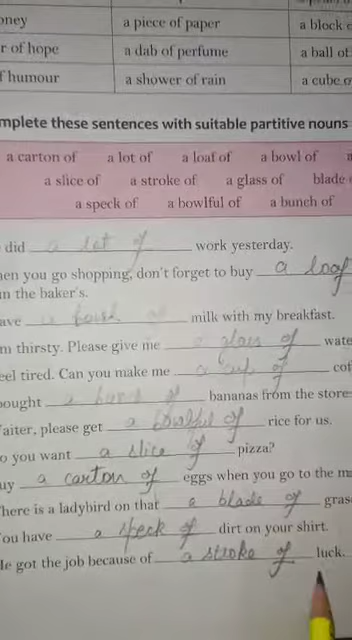 oney a piece of paper a block
r of hope a dab of perfume a ball of
f humour a shower of rain a cube o
mplete these sentences with suitable partitive nouns
a carton of a lot of a loaf of a bowl of a
a slice of a stroke of a glass of blade
a speck of a bowlful of a bunch of
did a lot of work yesterday.
en you go shopping, don't forget to buy a loaf
m the baker's.
ave a milk with my breakfast.
m thirsty. Please give me a glass of wate
eel tired. Can you make me a cup of cof
ought a bunch of bananas from the store
aiter, please get a bowlful of rice for us.
o you want a slice of pizza?
uy a carton of eggs when you go to the ma
here is a ladybird on that a blade of gras
ou have a speck of dirt on your shirt.
le got the job because of a stroke of luck.